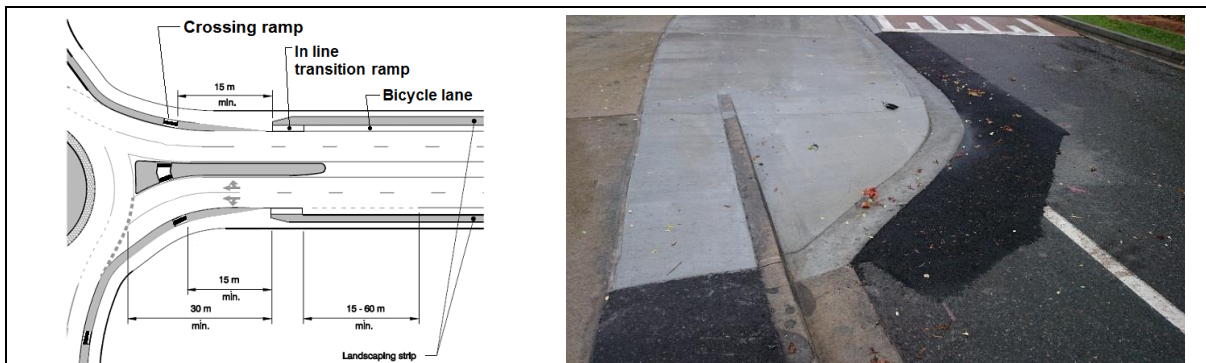 Crossing ramp
In line
transition ramp
15 m
min.
Bicycle lane
15 m
min.
30 m
min.
15 - 60 m
min.
Landscaping strip